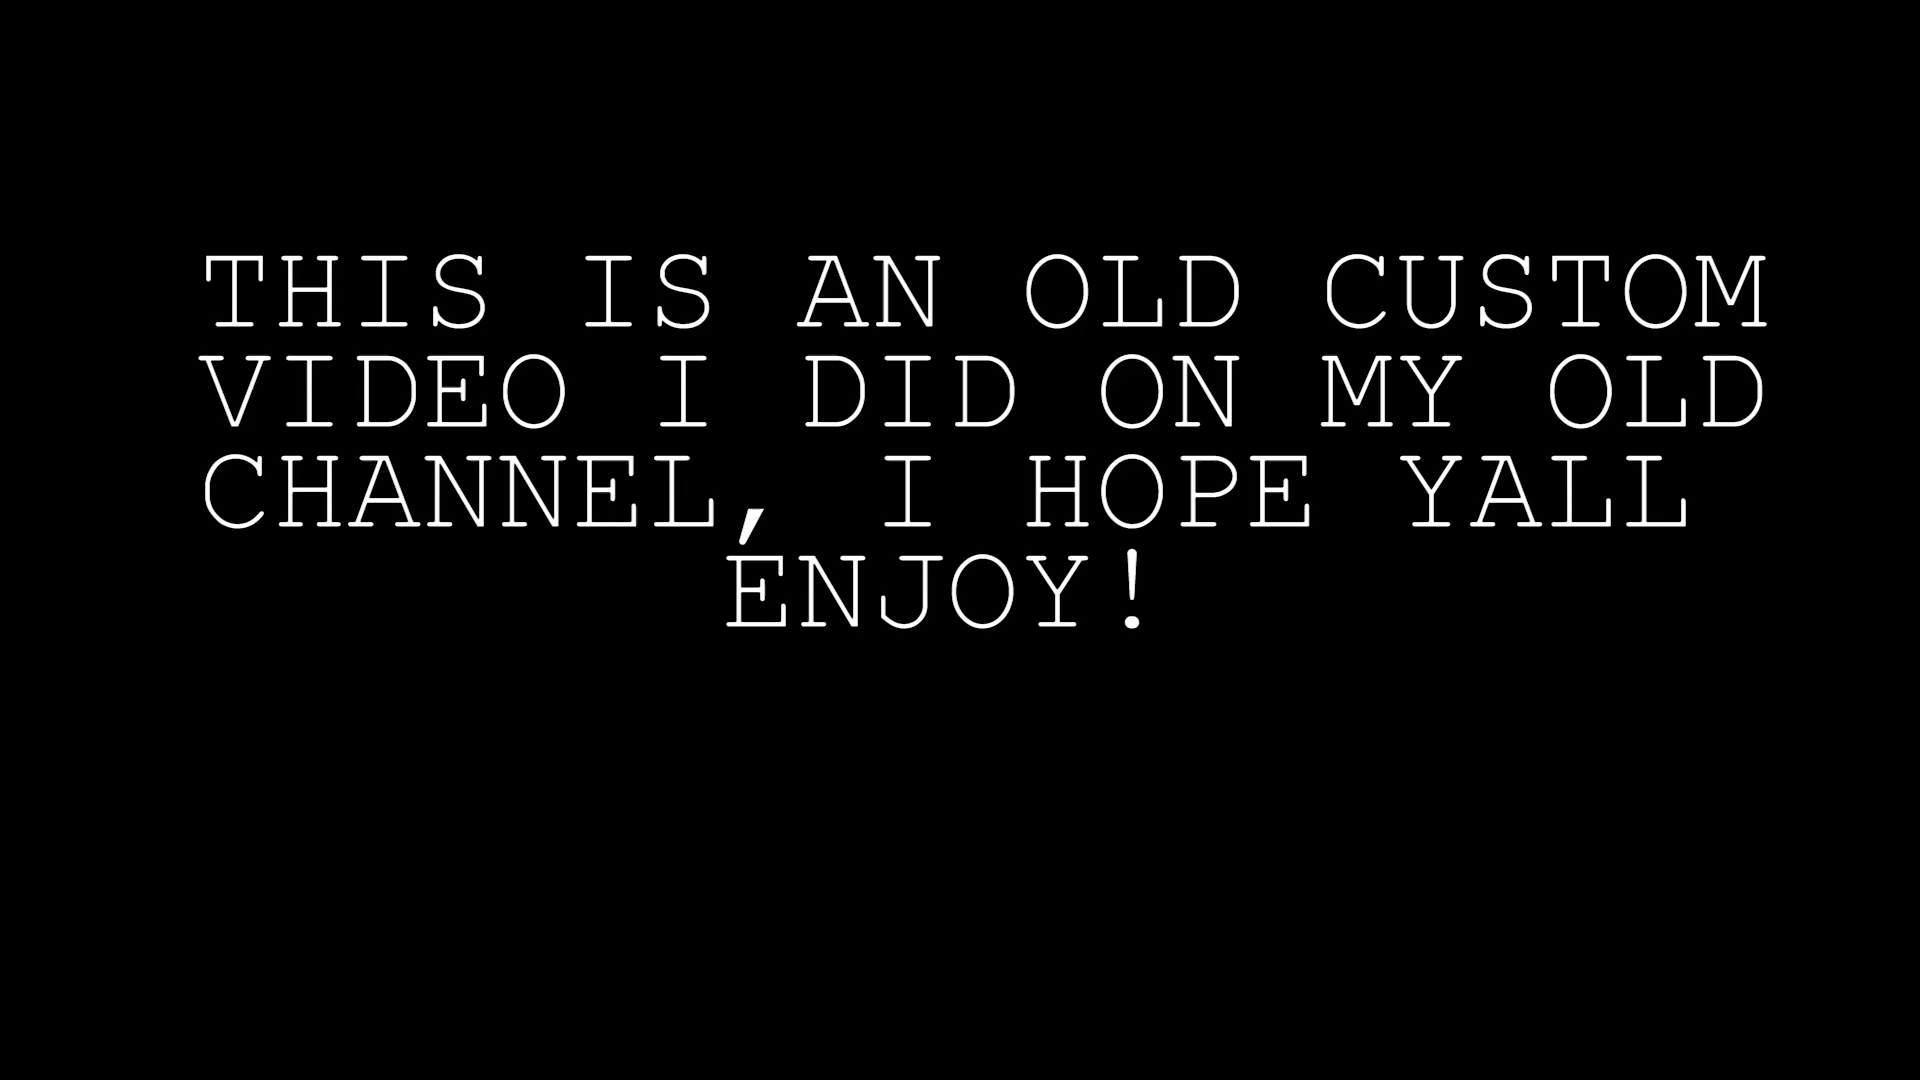 THIS IS AN OLD CUSTOM
VIDEO I DID ON MY OLD
CHANNEL, I HOPE YALL
ENJOY!